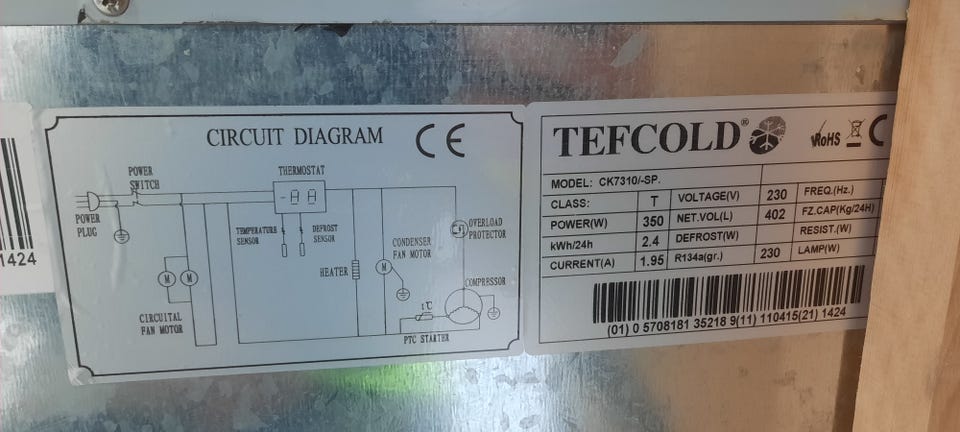 1424
CIRCUIT DIAGRAM CE
POWER
SWITCH
THERMOSTAT
POWER
PLUG
TEMPERATURE
SENSOR
DEFROST
SENSOR
OVERLOAD
PROTECTOR
CONDENSER
FAN MOTOR
HEATER
M M
M
CIRCUITAL
FAN MOTOR
COMPRESSOR
PTC STARTER
TEFCOLD® RoHS C
MODEL: CK7310/-SP.
CLASS: T VOLTAGE(V) 230 FREQ.(Hz.)
POWER(W) 350 NET.VOL(L) 402 FZ.CAP(Kg/24H)
kWh/24h 2.4 DEFROST(W) RESIST.(W)
CURRENT(A) 1.95 R134a(gr.) 230 LAMP(W)
(01) 0 5708181 35218 9(11) 110415(21) 1424